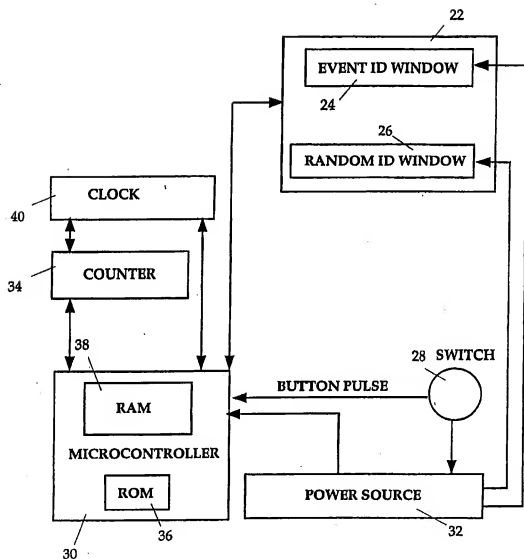 22
EVENT ID WINDOW
24
26
RANDOM ID WINDOW
CLOCK
40
COUNTER
34
38
RAM
MICROCONTROLLER
ROM
30
36
28
SWITCH
BUTTON PULSE
POWER SOURCE
32